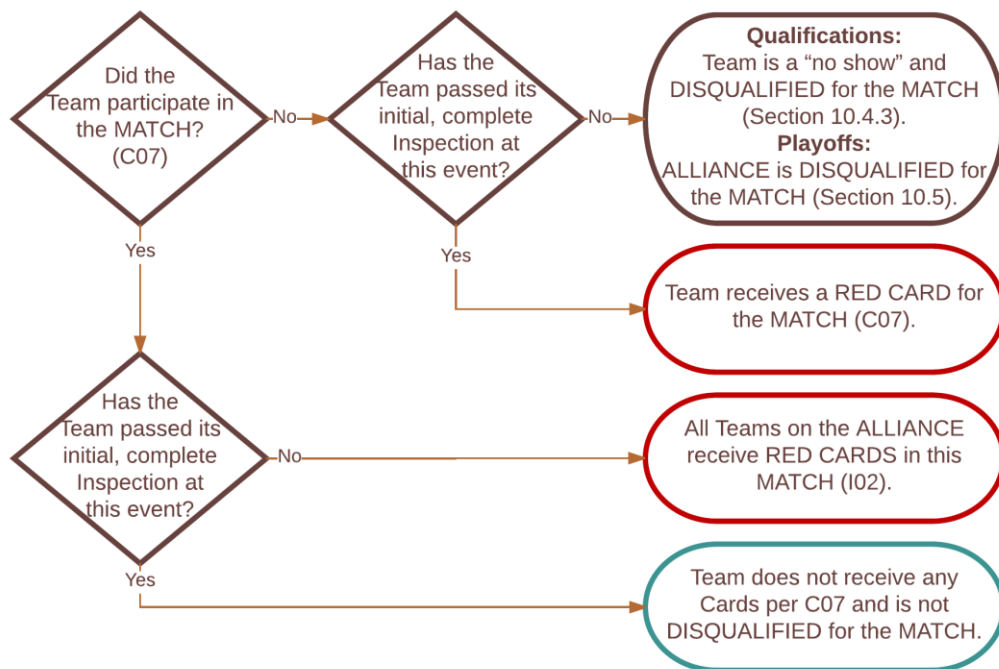 Did the
Team participate in
the MATCH?
(C07)
No
Has the
Team passed its
initial, complete
Inspection at
this event?
No
Qualifications:
Team is a “no show” and
DISQUALIFIED for the MATCH
(Section 10.4.3).
Playoffs:
ALLIANCE is DISQUALIFIED for
the MATCH (Section 10.5).
Yes
Yes
Team receives a RED CARD for
the MATCH (C07).
Has the
Team passed its
initial, complete
Inspection at
this event?
No
All Teams on the ALLIANCE
receive RED CARDS in this
MATCH (I02).
Yes
Team does not receive any
Cards per C07 and is not
DISQUALIFIED for the MATCH.